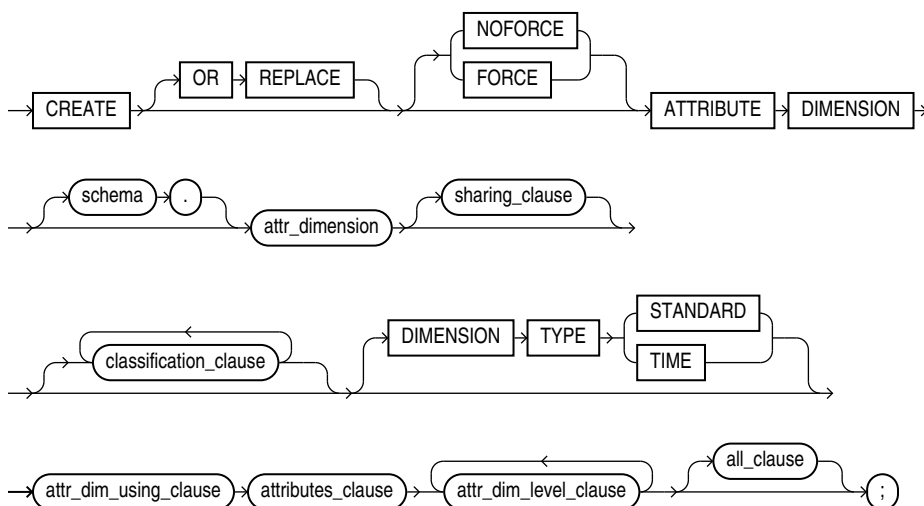 NOFORCE
OR REPLACE FORCE
CREATE ATTRIBUTE DIMENSION
schema . sharing_clause
attr_dimension
STANDARD
DIMENSION TYPE
classification_clause TIME
all_clause
attr_dim_using_clause attributes_clause attr_dim_level_clause ;